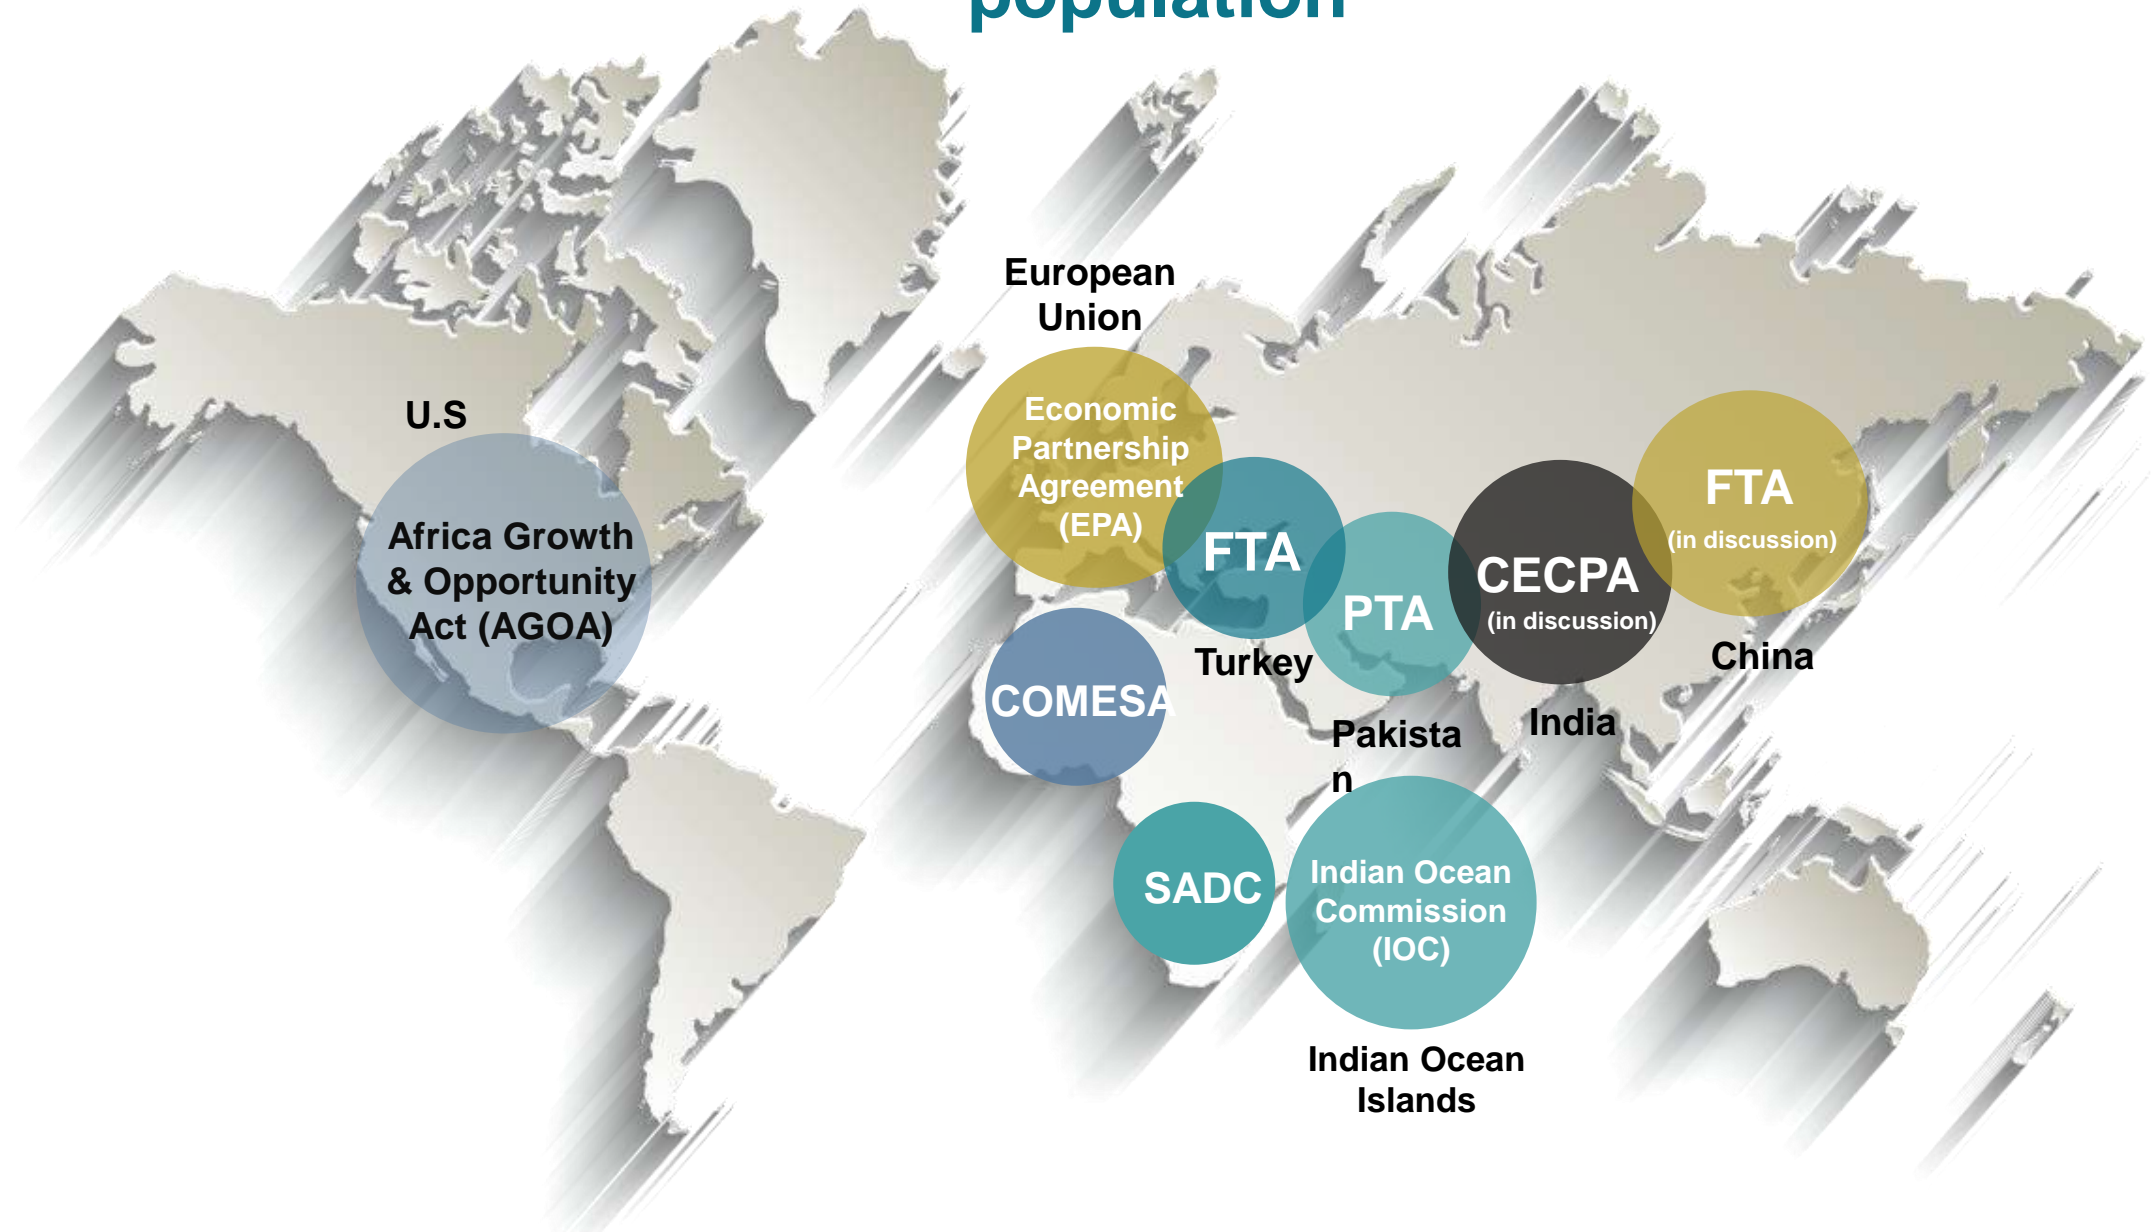 population
European
Union
U.S
Economic
Partnership
Agreement
(EPA)
Africa Growth
& Opportunity
Act (AGOA)
FTA
PTA
CECPA
(in discussion)
FTA
(in discussion)
Turkey
China
COMESA
Pakista
n
India
SADC
Indian Ocean
Commission
(IOC)
Indian Ocean
Islands